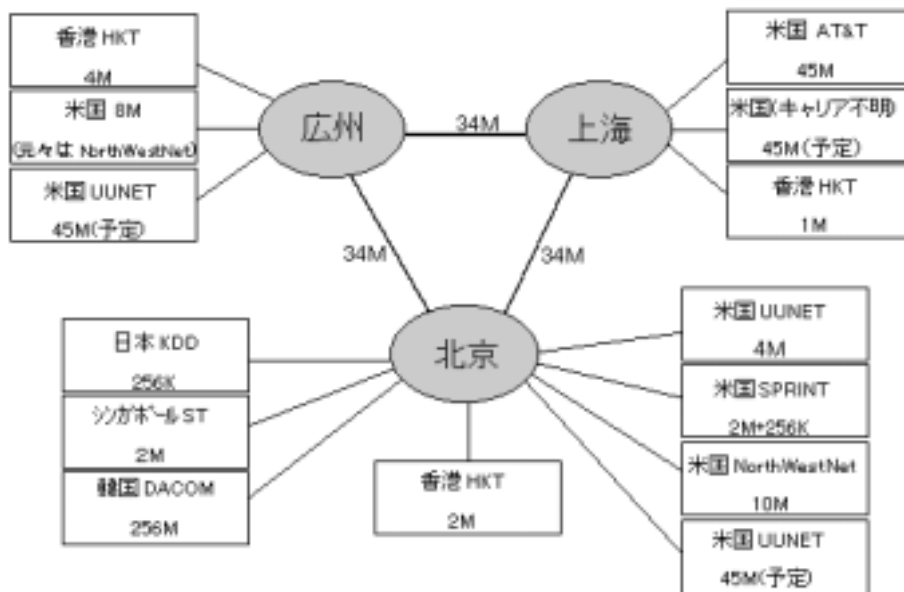 香港 HKT
4M
米国 8M
(元々は NorthWestNet)
米国 UUNET
45M(予定)
広州
34M
上海
米国 AT&T
45M
米国(キャリア不明)
45M(予定)
香港 HKT
1M
34M
34M
北京
日本 KDD
256K
シンガポール ST
2M
韓国 DACOM
256M
香港 HKT
2M
米国 UUNET
4M
米国 SPRINT
2M+256K
米国 NorthWestNet
10M
米国 UUNET
45M(予定)